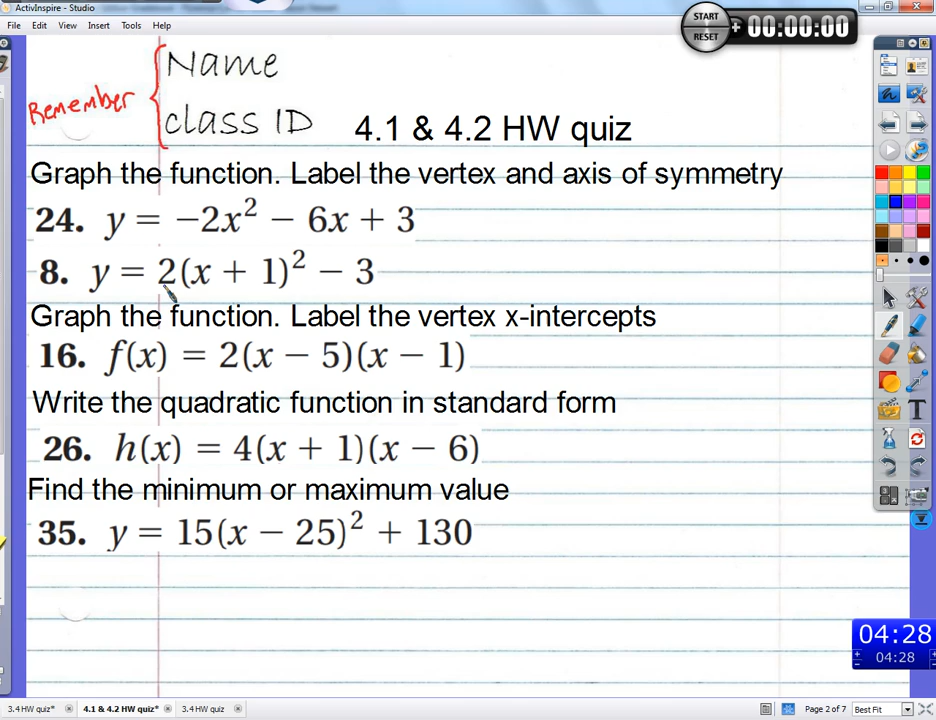 ActivInspire - Studio
File Edit View Insert Tools Help
START
RESET
00:00:00
Remember
Name
class ID
4.1 & 4.2 HW quiz
Graph the function. Label the vertex and axis of symmetry
24. y = −2x² − 6x + 3
8. y = 2(x + 1)² − 3
Graph the function. Label the vertex x-intercepts
16. f(x) = 2(x − 5)(x − 1)
Write the quadratic function in standard form
26. h(x) = 4(x + 1)(x − 6)
Find the minimum or maximum value
35. y = 15(x − 25)² + 130
04:28
04:28
3.4 HW quiz* 4.1 & 4.2 HW quiz* 3.4 HW quiz Page 2 of 7 Best Fit